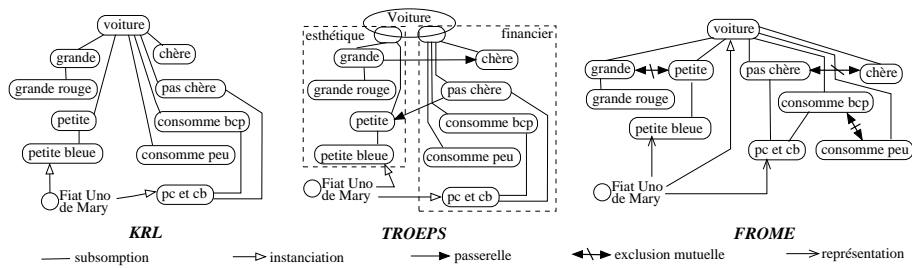 voiture
grande
chère
grande rouge
pas chère
petite
consomme bcp
petite bleue
consomme peu
Fiat Uno
de Mary
pc et cb
KRL
Voiture
esthétique
financier
grande
chère
grande rouge
pas chère
petite
consomme bcp
petite bleue
consomme peu
Fiat Uno
de Mary
pc et cb
TROEPS
voiture
grande
petite
pas chère
chère
grande rouge
consomme bcp
petite bleue
pc et cb
consomme peu
Fiat Uno
de Mary
FROME
subsomption
instanciation
passerelle
exclusion mutuelle
représentation